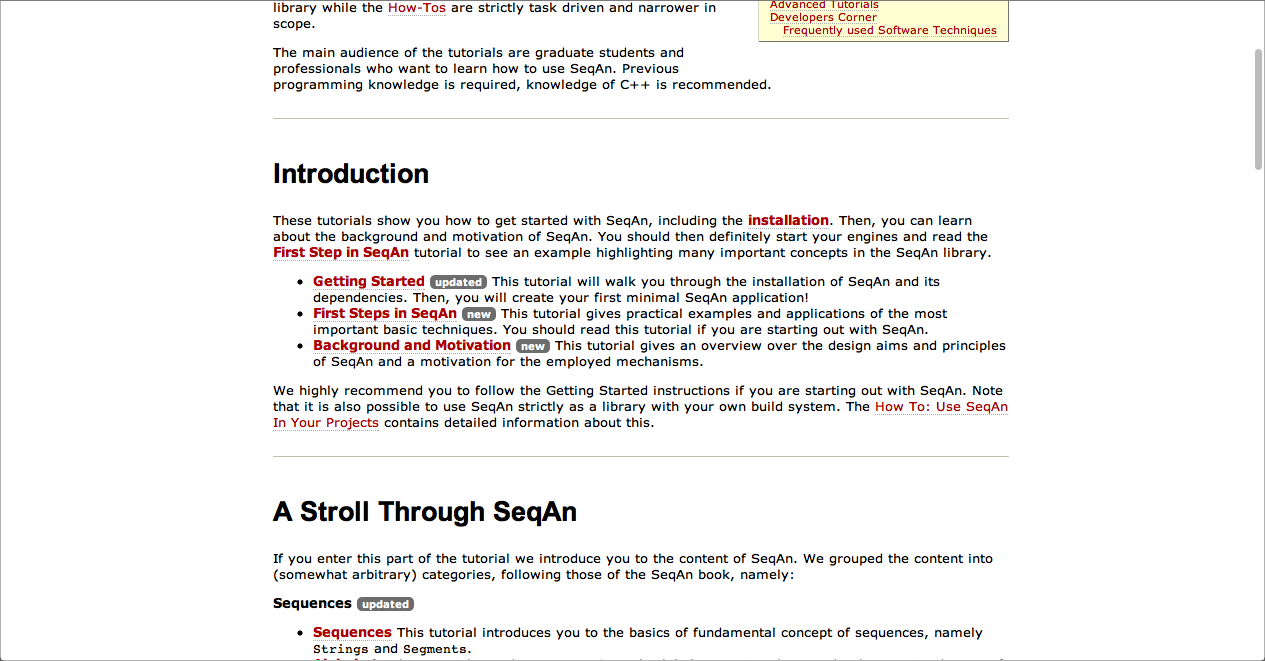 library while the How-Tos are strictly task driven and narrower in
scope.
Advanced Tutorials
Developers Corner
Frequently used Software Techniques
The main audience of the tutorials are graduate students and
professionals who want to learn how to use SeqAn. Previous
programming knowledge is required, knowledge of C++ is recommended.
Introduction
These tutorials show you how to get started with SeqAn, including the installation. Then, you can learn
about the background and motivation of SeqAn. You should then definitely start your engines and read the
First Step in SeqAn tutorial to see an example highlighting many important concepts in the SeqAn library.
• Getting Started updated This tutorial will walk you through the installation of SeqAn and its
dependencies. Then, you will create your first minimal SeqAn application!
• First Steps in SeqAn new This tutorial gives practical examples and applications of the most
important basic techniques. You should read this tutorial if you are starting out with SeqAn.
• Background and Motivation new This tutorial gives an overview over the design aims and principles
of SeqAn and a motivation for the employed mechanisms.
We highly recommend you to follow the Getting Started instructions if you are starting out with SeqAn. Note
that it is also possible to use SeqAn strictly as a library with your own build system. The How To: Use SeqAn
In Your Projects contains detailed information about this.
A Stroll Through SeqAn
If you enter this part of the tutorial we introduce you to the content of SeqAn. We grouped the content into
(somewhat arbitrary) categories, following those of the SeqAn book, namely:
Sequences updated
• Sequences This tutorial introduces you to the basics of fundamental concept of sequences, namely
Strings and Segments.